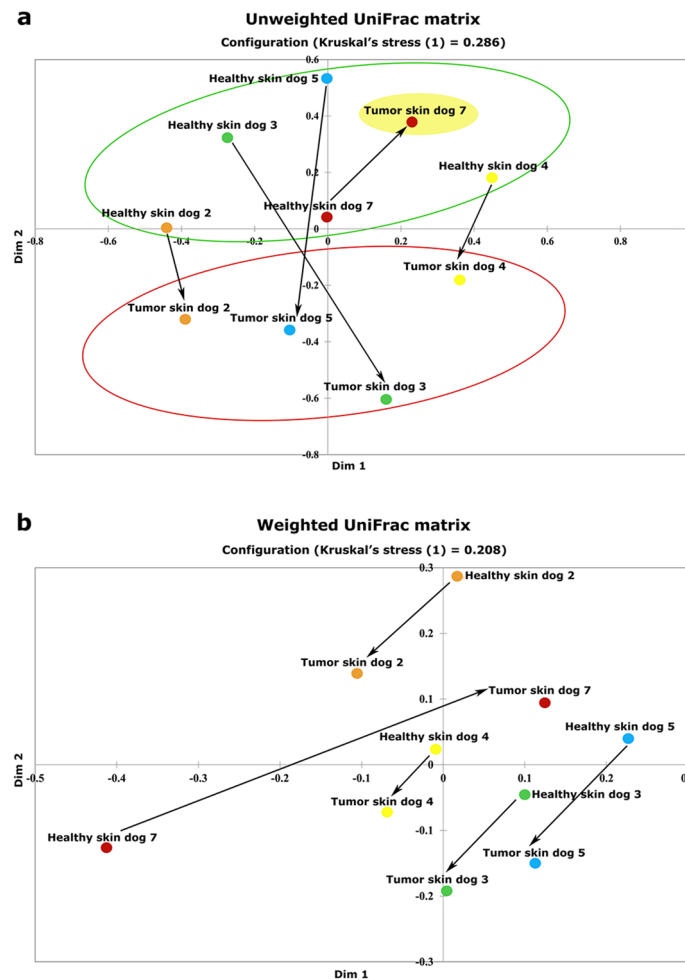 a
Unweighted UniFrac matrix
Configuration (Kruskal's stress (1) = 0.286)
0.6
Healthy skin dog 5
0.4
Tumor skin dog 7
Healthy skin dog 3
0.2
Healthy skin dog 4
Healthy skin dog 7
Healthy skin dog 2
Dim 2
-0.8 -0.6 -0.4 -0.2 0 0.2 0.4 0.6 0.8
Tumor skin dog 4
-0.2
Tumor skin dog 2
Tumor skin dog 5
-0.4
Tumor skin dog 3
-0.6
-0.8
Dim 1
b
Weighted UniFrac matrix
Configuration (Kruskal's stress (1) = 0.208)
0.3
Healthy skin dog 2
0.2
Tumor skin dog 2
Tumor skin dog 7
0.1
Healthy skin dog 5
Healthy skin dog 4
Dim 2
-0.5 -0.4 -0.3 -0.2 -0.1 0 0.1 0.2
Healthy skin dog 3
Tumor skin dog 4
Healthy skin dog 7
-0.1
Tumor skin dog 5
Tumor skin dog 3
-0.2
-0.3
Dim 1